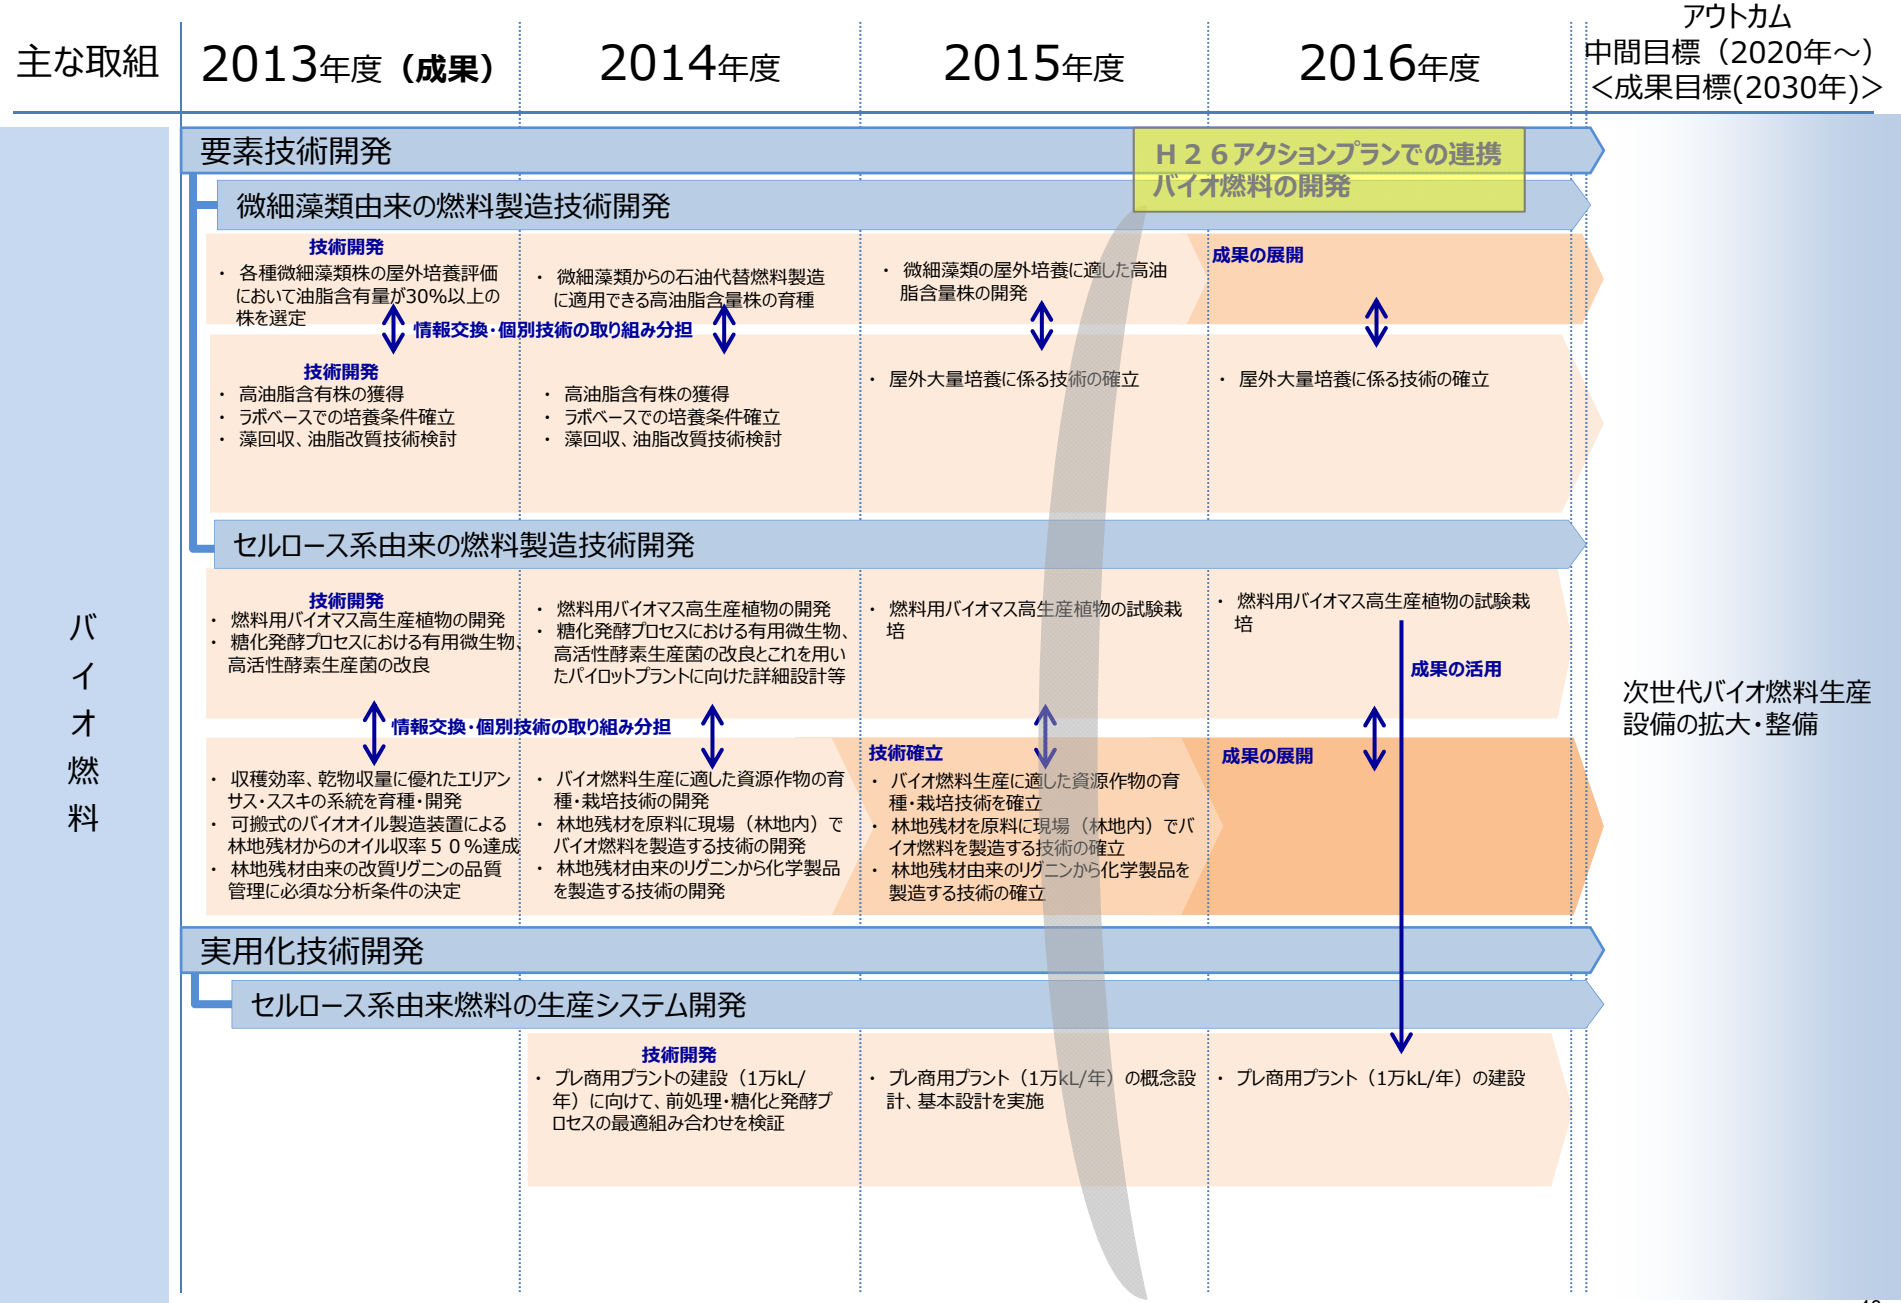 主な取組
2013年度（成果）
2014年度
2015年度
2016年度
アウトカム
中間目標（2020年～）
＜成果目標(2030年)＞
バイオ燃料
要素技術開発
H２６アクションプランでの連携
バイオ燃料の開発
微細藻類由来の燃料製造技術開発
技術開発
・ 各種微細藻類株の屋外培養評価
において油脂含有量が30%以上の
株を選定
・ 微細藻類からの石油代替燃料製造
に適用できる高油脂含量株の育種
・ 微細藻類の屋外培養に適した高油
脂含量株の開発
成果の展開
情報交換・個別技術の取り組み分担
技術開発
・ 高油脂含有株の獲得
・ ラボベースでの培養条件確立
・ 藻回収、油脂改質技術検討
・ 高油脂含有株の獲得
・ ラボベースでの培養条件確立
・ 藻回収、油脂改質技術検討
・ 屋外大量培養に係る技術の確立
・ 屋外大量培養に係る技術の確立
セルロース系由来の燃料製造技術開発
技術開発
・ 燃料用バイオマス高生産植物の開発
・ 糖化発酵プロセスにおける有用微生物、
高活性酵素生産菌の改良
・ 燃料用バイオマス高生産植物の開発
・ 糖化発酵プロセスにおける有用微生物、
高活性酵素生産菌の改良とこれを用い
たパイロットプラントに向けた詳細設計等
・ 燃料用バイオマス高生産植物の試験栽
培
・ 燃料用バイオマス高生産植物の試験栽
培
成果の活用
情報交換・個別技術の取り組み分担
・ 収穫効率、乾物収量に優れたエリアン
サス・ススキの系統を育種・開発
・ 可搬式のバイオオイル製造装置による
林地残材からのオイル収率５０％達成
・ 林地残材由来の改質リグニンの品質
管理に必須な分析条件の決定
・ バイオ燃料生産に適した資源作物の育
種・栽培技術の開発
・ 林地残材を原料に現場（林地内）で
バイオ燃料を製造する技術の開発
・ 林地残材由来のリグニンから化学製品
を製造する技術の開発
技術確立
・ バイオ燃料生産に適した資源作物の育
種・栽培技術を確立
・ 林地残材を原料に現場（林地内）でバ
イオ燃料を製造する技術の確立
・ 林地残材由来のリグニンから化学製品を
製造する技術の確立
成果の展開
次世代バイオ燃料生産
設備の拡大・整備
実用化技術開発
セルロース系由来燃料の生産システム開発
技術開発
・ プレ商用プラントの建設（1万kL/
年）に向けて、前処理・糖化と発酵プ
ロセスの最適組み合わせを検証
・ プレ商用プラント（1万kL/年）の概念設
計、基本設計を実施
・ プレ商用プラント（1万kL/年）の建設